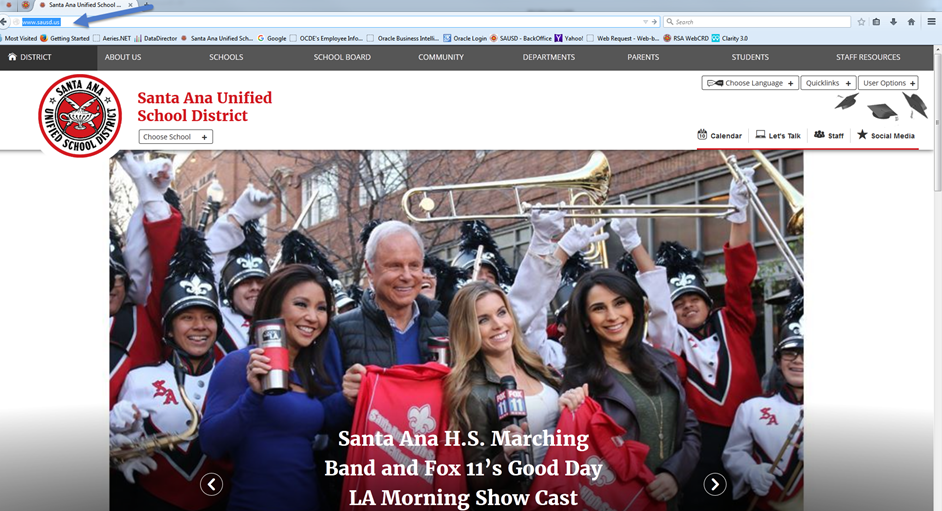 Santa Ana Unified School ...
www.sausd.us
Search
Most Visited Getting Started Aeries.NET DataDirector Santa Ana Unified Sch... Google OCDE's Employee Info... Oracle Business Intelli... Oracle Login SAUSD - BackOffice Yahoo! Web Request - Web-b... RSA WebCRD Clarity 3.0
DISTRICT ABOUT US SCHOOLS SCHOOL BOARD COMMUNITY DEPARTMENTS PARENTS STUDENTS STAFF RESOURCES
Choose Language + Quicklinks + User Options +
SANTA ANA
UNIFIED SCHOOL DISTRICT
Santa Ana Unified
School District
Choose School +
Calendar Let's Talk Staff Social Media
SA
FOX
11
SA
Santa Ana H.S. Marching
Band and Fox 11's Good Day
LA Morning Show Cast